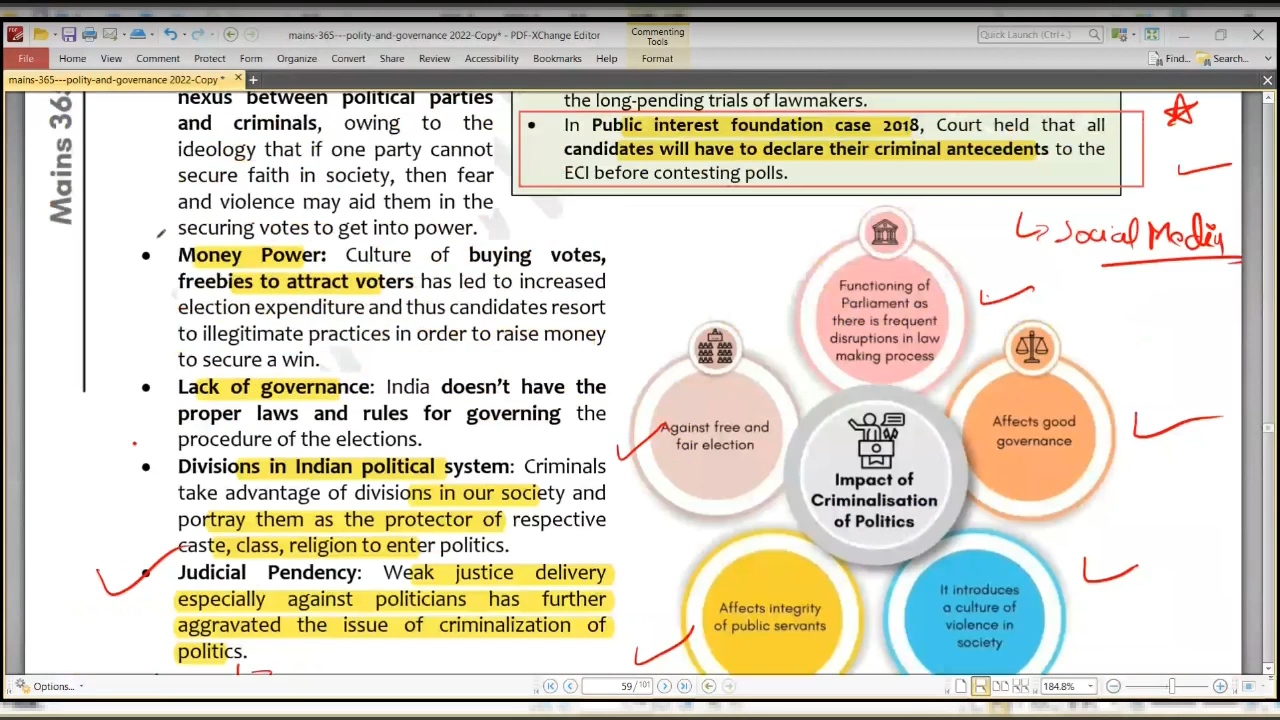 Commenting
Tools
mains-365---polity-and-governance 2022-Copy* - PDF-XChange Editor
Quick Launch (Ctrl+.)
File Home View Comment Protect Form Organize Convert Share Review Accessibility Bookmarks Help Format
Find... Search...
mains-365---polity-and-governance 2022-Copy *
Mains 365
nexus between political parties
and criminals, owing to the
ideology that if one party cannot
secure faith in society, then fear
and violence may aid them in the
securing votes to get into power.
• Money Power: Culture of buying votes,
freebies to attract voters has led to increased
election expenditure and thus candidates resort
to illegitimate practices in order to raise money
to secure a win.
• Lack of governance: India doesn't have the
proper laws and rules for governing the
procedure of the elections.
• Divisions in Indian political system: Criminals
take advantage of divisions in our society and
portray them as the protector of respective
caste, class, religion to enter politics.
• Judicial Pendency: Weak justice delivery
especially against politicians has further
aggravated the issue of criminalization of
politics.
the long-pending trials of lawmakers.
• In Public interest foundation case 2018, Court held that all
candidates will have to declare their criminal antecedents to the
ECI before contesting polls.
Social Media
Functioning of
Parliament as
there is frequent
disruptions in law
making process
Against free and
fair election
Affects good
governance
Impact of
Criminalisation
of Politics
Affects integrity
of public servants
It introduces
a culture of
violence in
society
Options...
59 / 101
184.8%